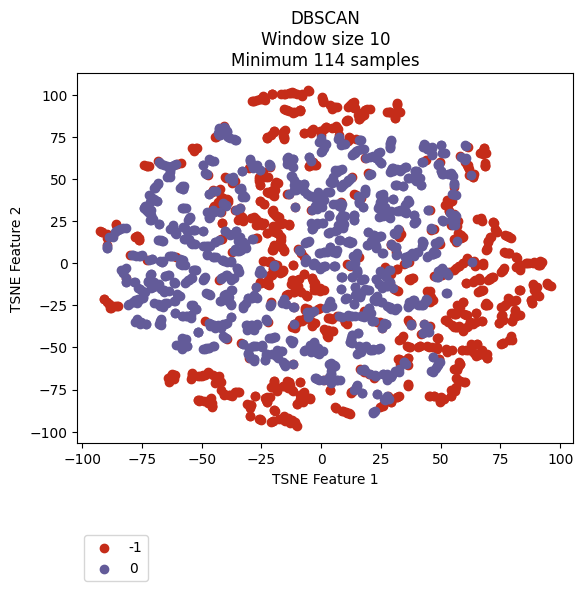 DBSCAN
Window size 10
Minimum 114 samples
TSNE Feature 2
100
75
50
25
0
−25
−50
−75
−100
−100 −75 −50 −25 0 25 50 75 100
TSNE Feature 1
-1
0